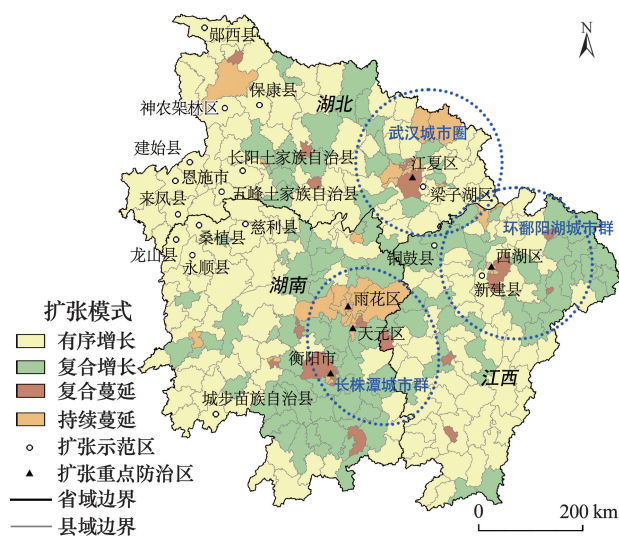 N
郧西县
保康县
神农架林区
湖北
武汉城市圈
建始县
长阳土家族自治县
江夏区
恩施市
梁子湖区
来凤县
五峰土家族自治县
环鄱阳湖城市群
慈利县
桑植县
龙山县
铜鼓县
西湖区
永顺县
新建县
湖南
雨花区
天元区
衡阳市
长株潭城市群
江西
城步苗族自治县
扩张模式
有序增长
复合增长
复合蔓延
持续蔓延
扩张示范区
扩张重点防治区
省域边界
县域边界
0 200 km